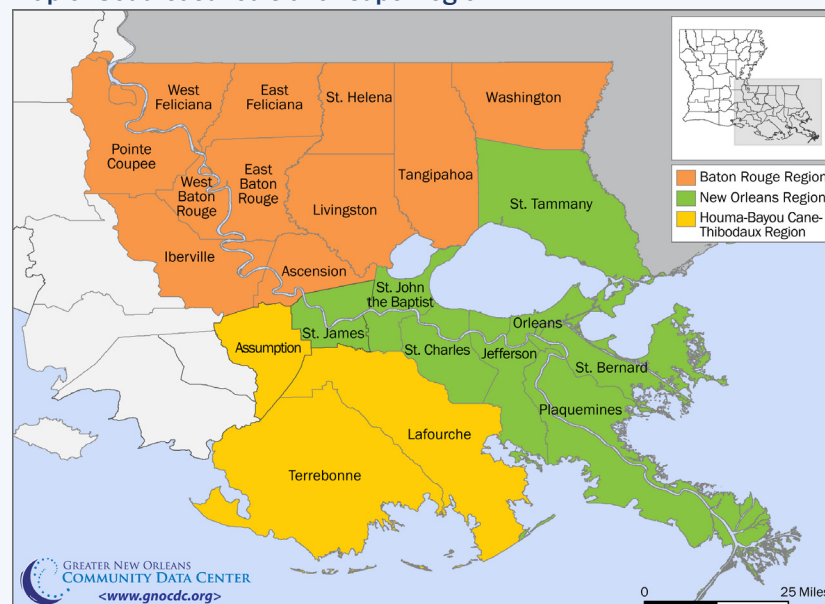 West
Feliciana
East
Feliciana
St. Helena
Washington
Pointe
Coupee
West
Baton
Rouge
East
Baton
Rouge
Livingston
Tangipahoa
St. Tammany
Iberville
Ascension
St. John
the Baptist
St. James
Assumption
St. Charles
Jefferson
Orleans
St. Bernard
Plaquemines
Lafourche
Terrebonne
Baton Rouge Region
New Orleans Region
Houma-Bayou Cane-
Thibodaux Region
GREATER NEW ORLEANS
COMMUNITY DATA CENTER
<www.gnocdc.org>
0 25 Miles